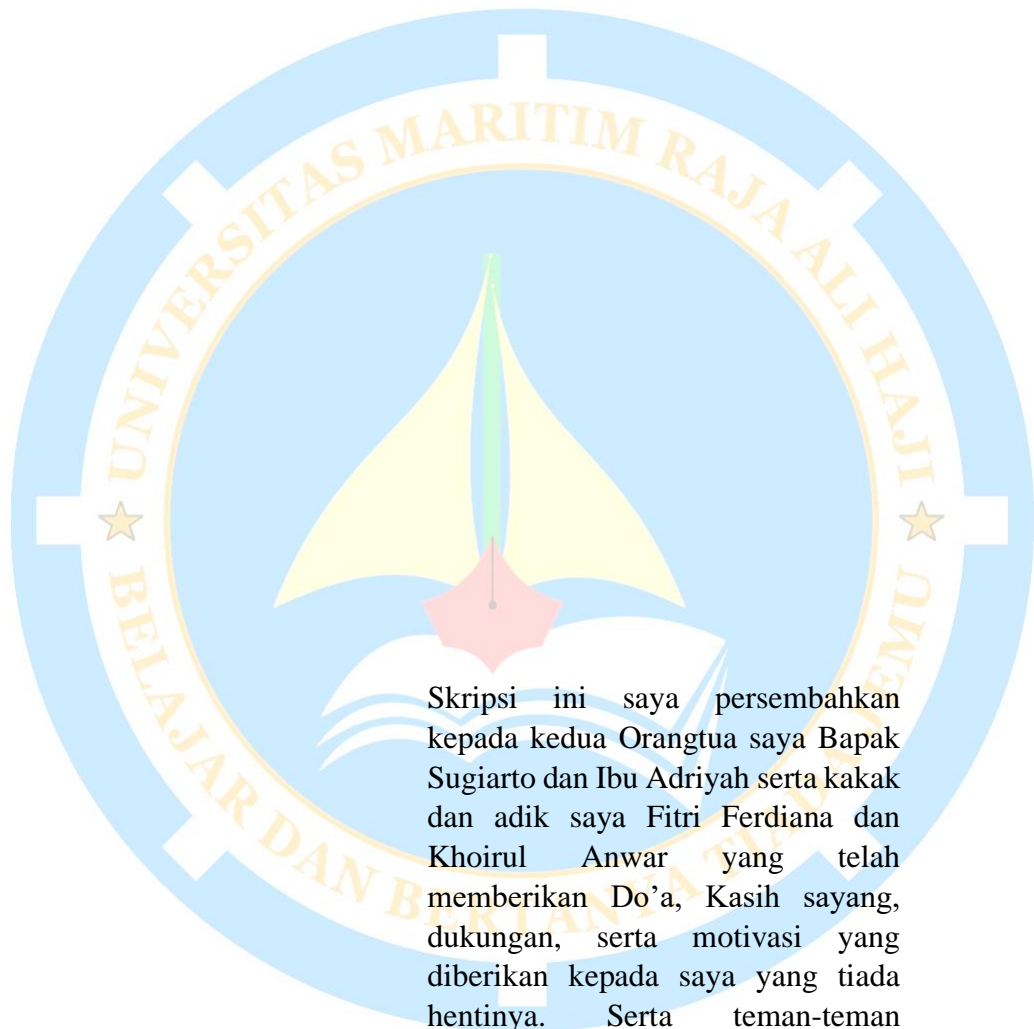 UNIVERSITAS MARITIM RAJA ALI HAJI
BELAJAR DAN BERTANYA TIADA JEMU
Skripsi ini saya persembahkan
kepada kedua Orangtua saya Bapak
Sugiarto dan Ibu Adriyah serta kakak
dan adik saya Fitri Ferdiana dan
Khoirul Anwar yang telah
memberikan Do’a, Kasih sayang,
dukungan, serta motivasi yang
diberikan kepada saya yang tiada
hentinya. Serta teman-teman